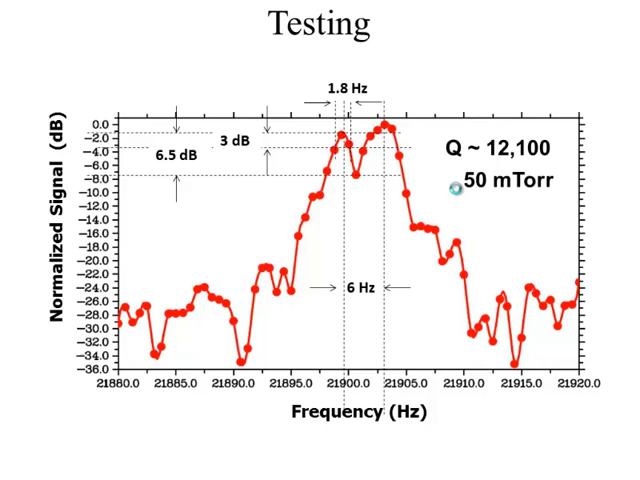 Testing
1.8 Hz
Normalized Signal (dB)
0.0
−2.0
−4.0
−6.0
−8.0
−10.0
−12.0
−14.0
−16.0
−18.0
−20.0
−22.0
−24.0
−26.0
−28.0
−30.0
−32.0
−34.0
−36.0
6.5 dB
3 dB
Q ~ 12,100
50 mTorr
6 Hz
21880.0 21885.0 21890.0 21895.0 21900.0 21905.0 21910.0 21915.0 21920.0
Frequency (Hz)